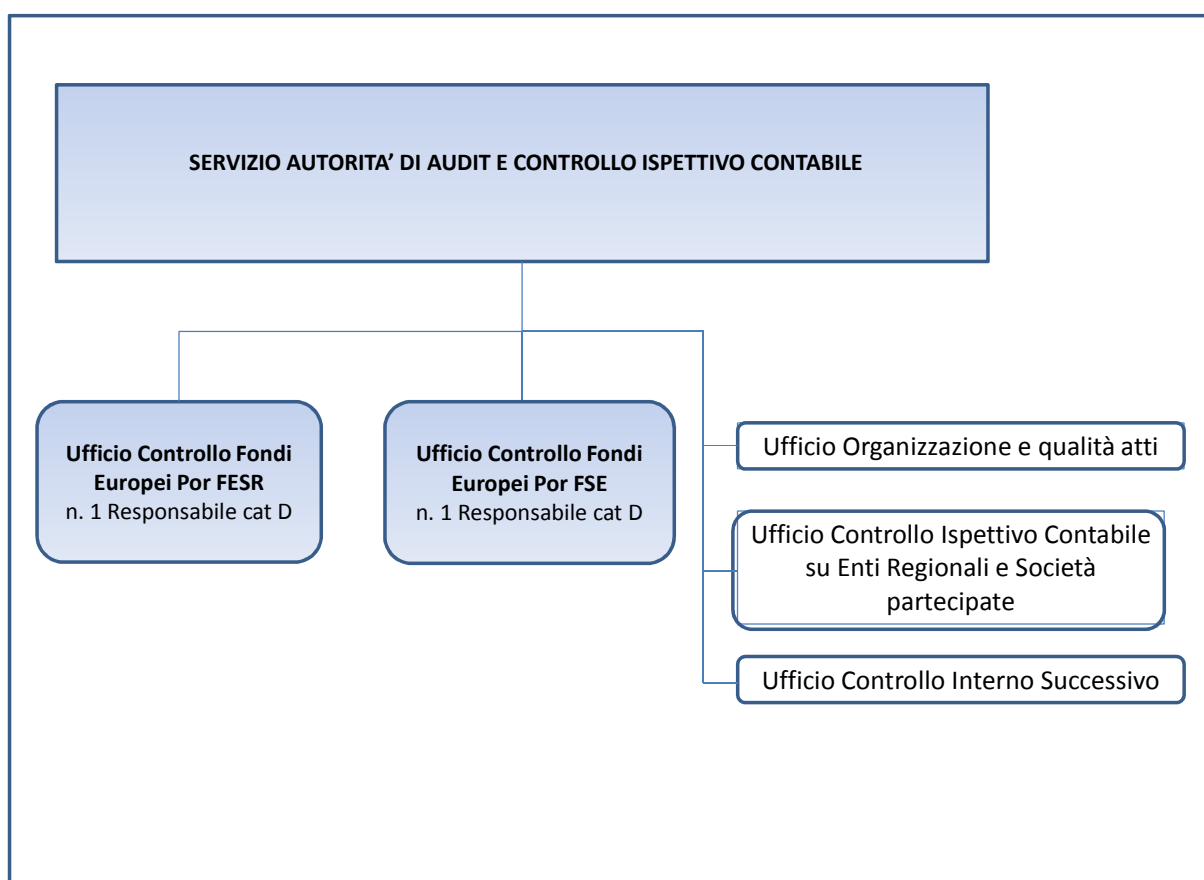 SERVIZIO AUTORITA’ DI AUDIT E CONTROLLO ISPETTIVO CONTABILE
Ufficio Controllo Fondi
Europei Por FESR
n. 1 Responsabile cat D
Ufficio Controllo Fondi
Europei Por FSE
n. 1 Responsabile cat D
Ufficio Organizzazione e qualità atti
Ufficio Controllo Ispettivo Contabile
su Enti Regionali e Società
partecipate
Ufficio Controllo Interno Successivo